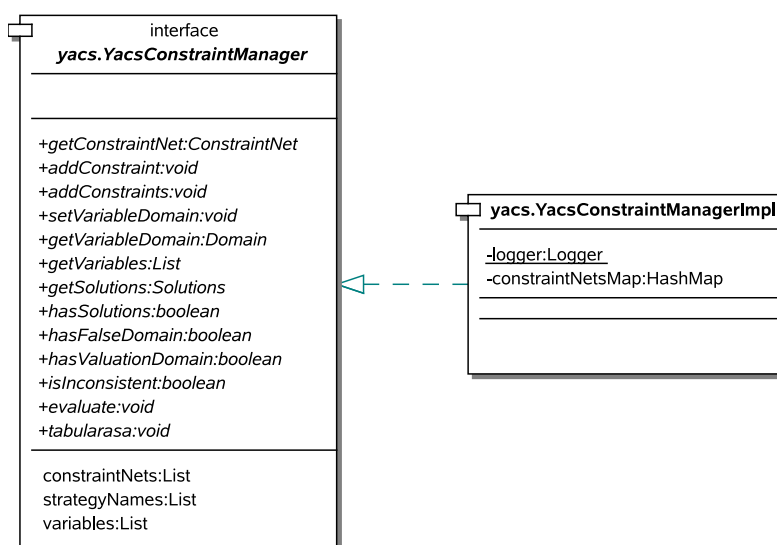 interface
yacs.YacsConstraintManager
+getConstraintNet:ConstraintNet
+addConstraint:void
+addConstraints:void
+setVariableDomain:void
+getVariableDomain:Domain
+getVariables:List
+getSolutions:Solutions
+hasSolutions:boolean
+hasFalseDomain:boolean
+hasValuationDomain:boolean
+isInconsistent:boolean
+evaluate:void
+tabularasa:void
constraintNets:List
strategyNames:List
variables:List
yacs.YacsConstraintManagerImpl
-logger:Logger
-constraintNetsMap:HashMap